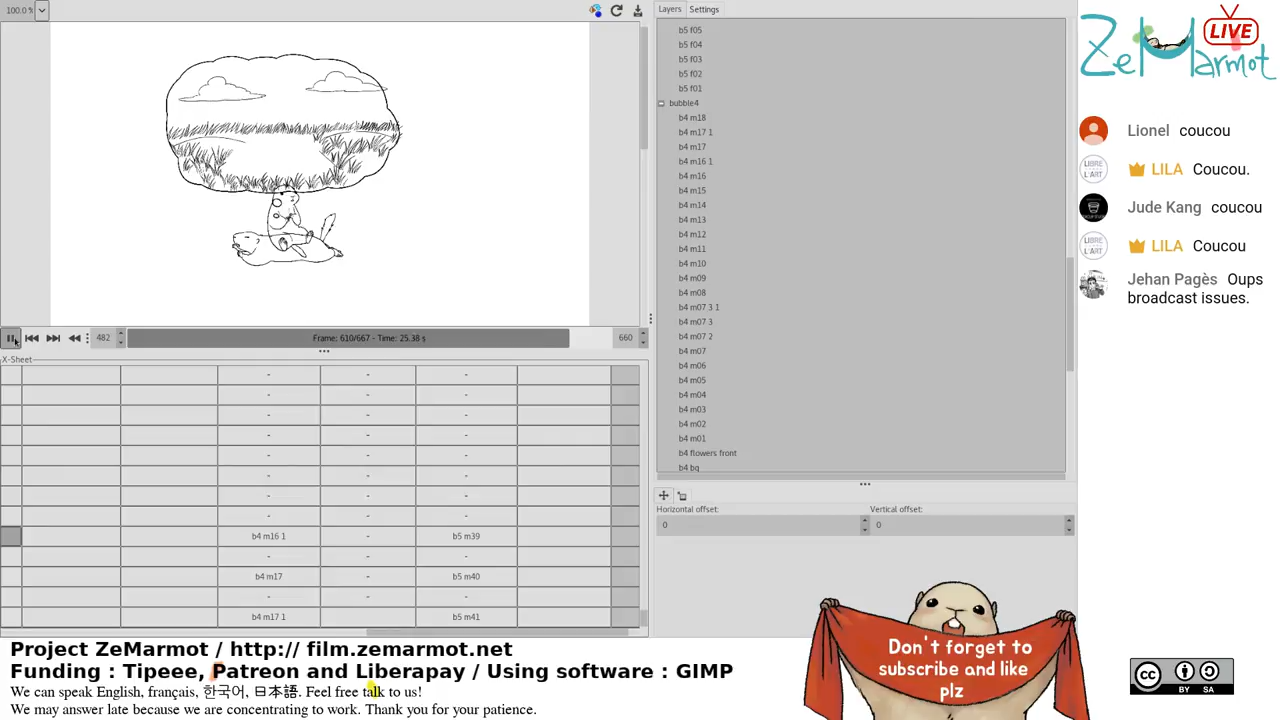 100.0 %
Layers
Settings
b5 f05
b5 f04
b5 f03
b5 f02
b5 f01
bubble4
b4 m18
b4 m17 1
b4 m17
b4 m16 1
b4 m16
b4 m15
b4 m14
b4 m13
b4 m12
b4 m11
b4 m10
b4 m09
b4 m08
b4 m07 3 1
b4 m07 3
b4 m07 2
b4 m07
b4 m06
b4 m05
b4 m04
b4 m03
b4 m02
b4 m01
b4 flowers front
b4 bg
482
Frame: 610/667 - Time: 25.38 s
660
X-Sheet
- - -
- - -
- - -
- - -
- - -
- - -
- - -
- - -
b4 m16 1 - b5 m39
- - -
b4 m17 - b5 m40
- - -
b4 m17 1 b5 m41
Horizontal offset:
Vertical offset:
0
0
ZeMarmot
LIVE
Lionel coucou
LILA Coucou.
Jude Kang coucou
LILA Coucou
Jehan Pagès Oups
broadcast issues.
Project ZeMarmot / http:// film.zemarmot.net
Funding : Tipeee, Patreon and Liberapay / Using software : GIMP
We can speak English, français, 한국어, 日本語. Feel free talk to us!
We may answer late because we are concentrating to work. Thank you for your patience.
Don't forget to
subscribe and like
plz
cc
BY SA